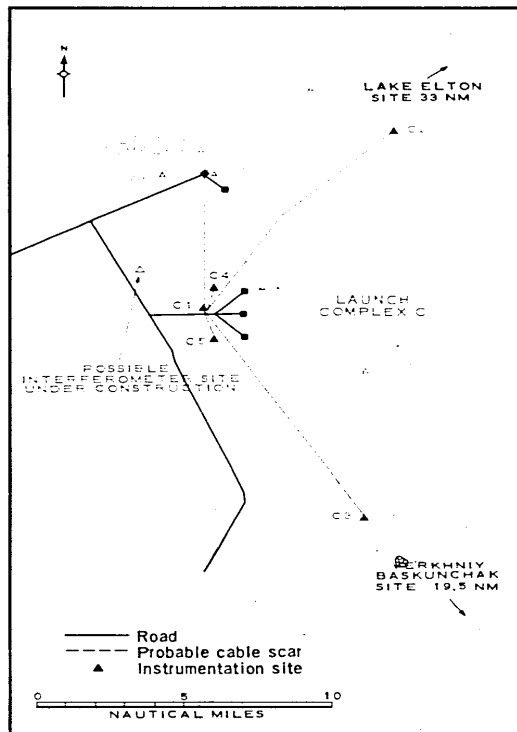 N
LAKE ELTON
SITE 33 NM
C4
C1
LAUNCH
COMPLEX C
C5
POSSIBLE
INTERFEROMETER SITE
UNDER CONSTRUCTION
C3
BASKUNCHAK
SITE 19.5 NM
Road
Probable cable scar
Instrumentation site
0 5 10
NAUTICAL MILES